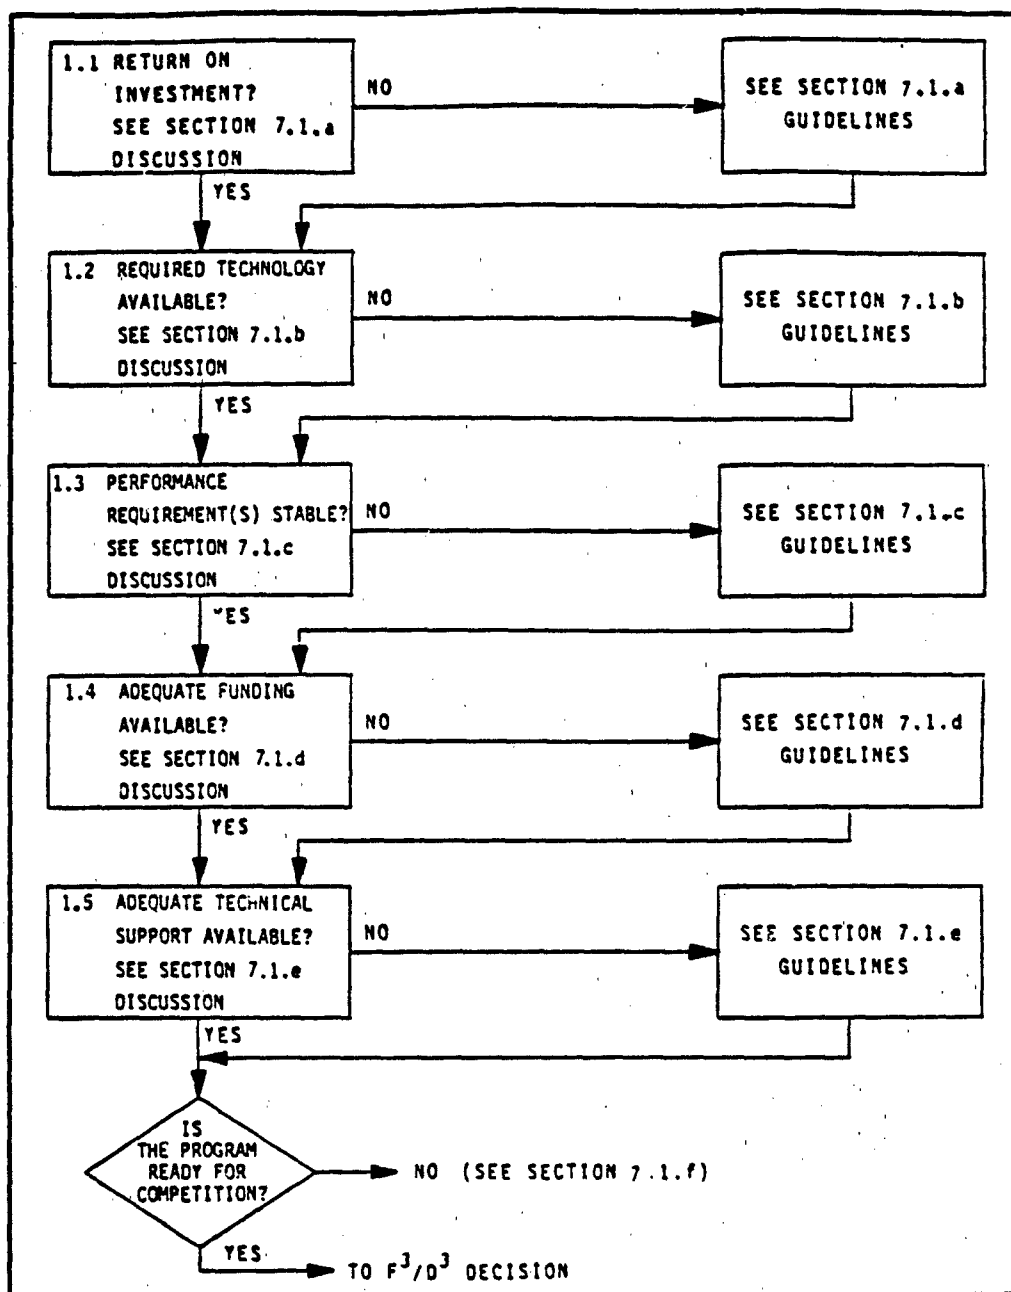 1.1 RETURN ON
INVESTMENT?
SEE SECTION 7.1.a
DISCUSSION
NO
SEE SECTION 7.1.a
GUIDELINES
YES
1.2 REQUIRED TECHNOLOGY
AVAILABLE?
SEE SECTION 7.1.b
DISCUSSION
NO
SEE SECTION 7.1.b
GUIDELINES
YES
1.3 PERFORMANCE
REQUIREMENT(S) STABLE?
SEE SECTION 7.1.c
DISCUSSION
NO
SEE SECTION 7.1.c
GUIDELINES
YES
1.4 ADEQUATE FUNDING
AVAILABLE?
SEE SECTION 7.1.d
DISCUSSION
NO
SEE SECTION 7.1.d
GUIDELINES
YES
1.5 ADEQUATE TECHNICAL
SUPPORT AVAILABLE?
SEE SECTION 7.1.e
DISCUSSION
NO
SEE SECTION 7.1.e
GUIDELINES
YES
IS
THE PROGRAM
READY FOR
COMPETITION?
NO (SEE SECTION 7.1.f)
YES
TO F³/D³ DECISION